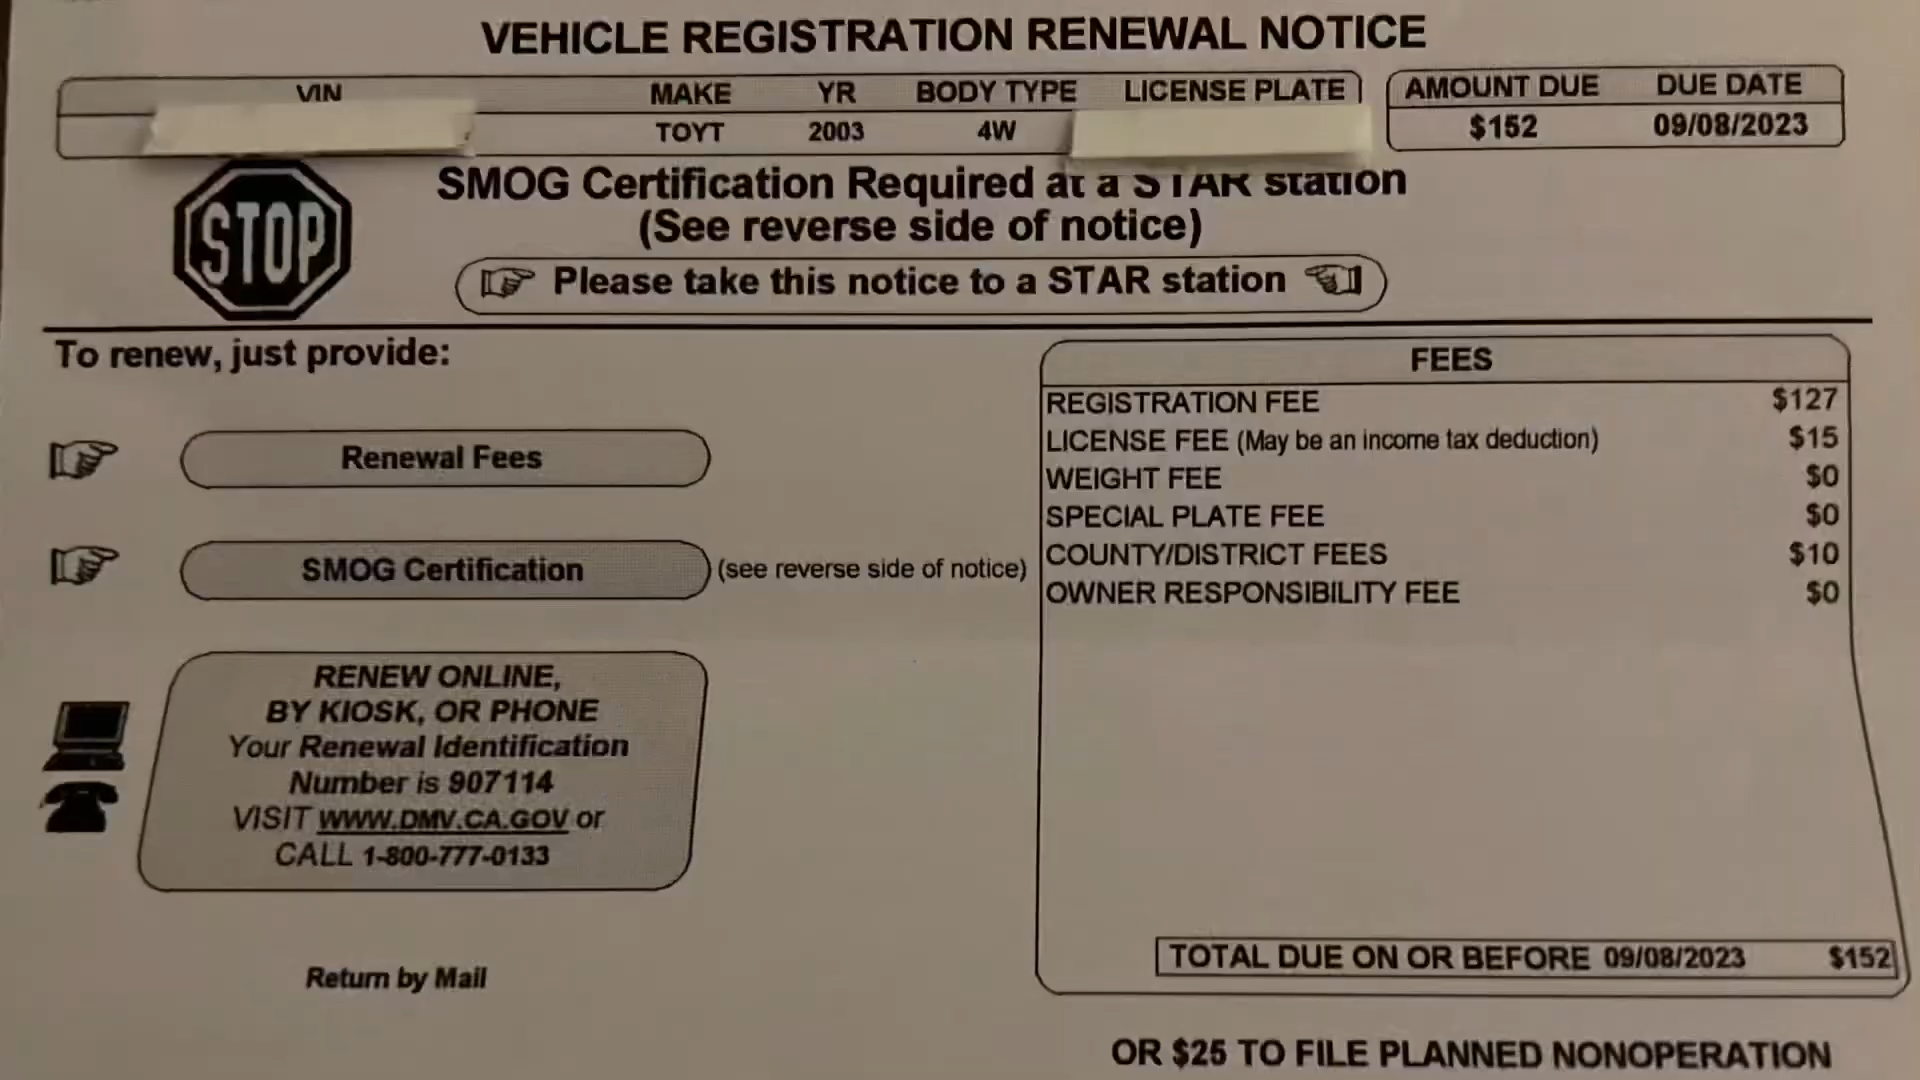 VEHICLE REGISTRATION RENEWAL NOTICE
VIN MAKE YR BODY TYPE LICENSE PLATE AMOUNT DUE DUE DATE
TOYT 2003 4W $152 09/08/2023
STOP
SMOG Certification Required at a STAR station
(See reverse side of notice)
Please take this notice to a STAR station
To renew, just provide:
Renewal Fees
SMOG Certification (see reverse side of notice)
RENEW ONLINE,
BY KIOSK, OR PHONE
Your Renewal Identification
Number is 907114
VISIT WWW.DMV.CA.GOV or
CALL 1-800-777-0133
Return by Mail
FEES
REGISTRATION FEE $127
LICENSE FEE (May be an income tax deduction) $15
WEIGHT FEE $0
SPECIAL PLATE FEE $0
COUNTY/DISTRICT FEES $10
OWNER RESPONSIBILITY FEE $0
TOTAL DUE ON OR BEFORE 09/08/2023 $152
OR $25 TO FILE PLANNED NONOPERATION